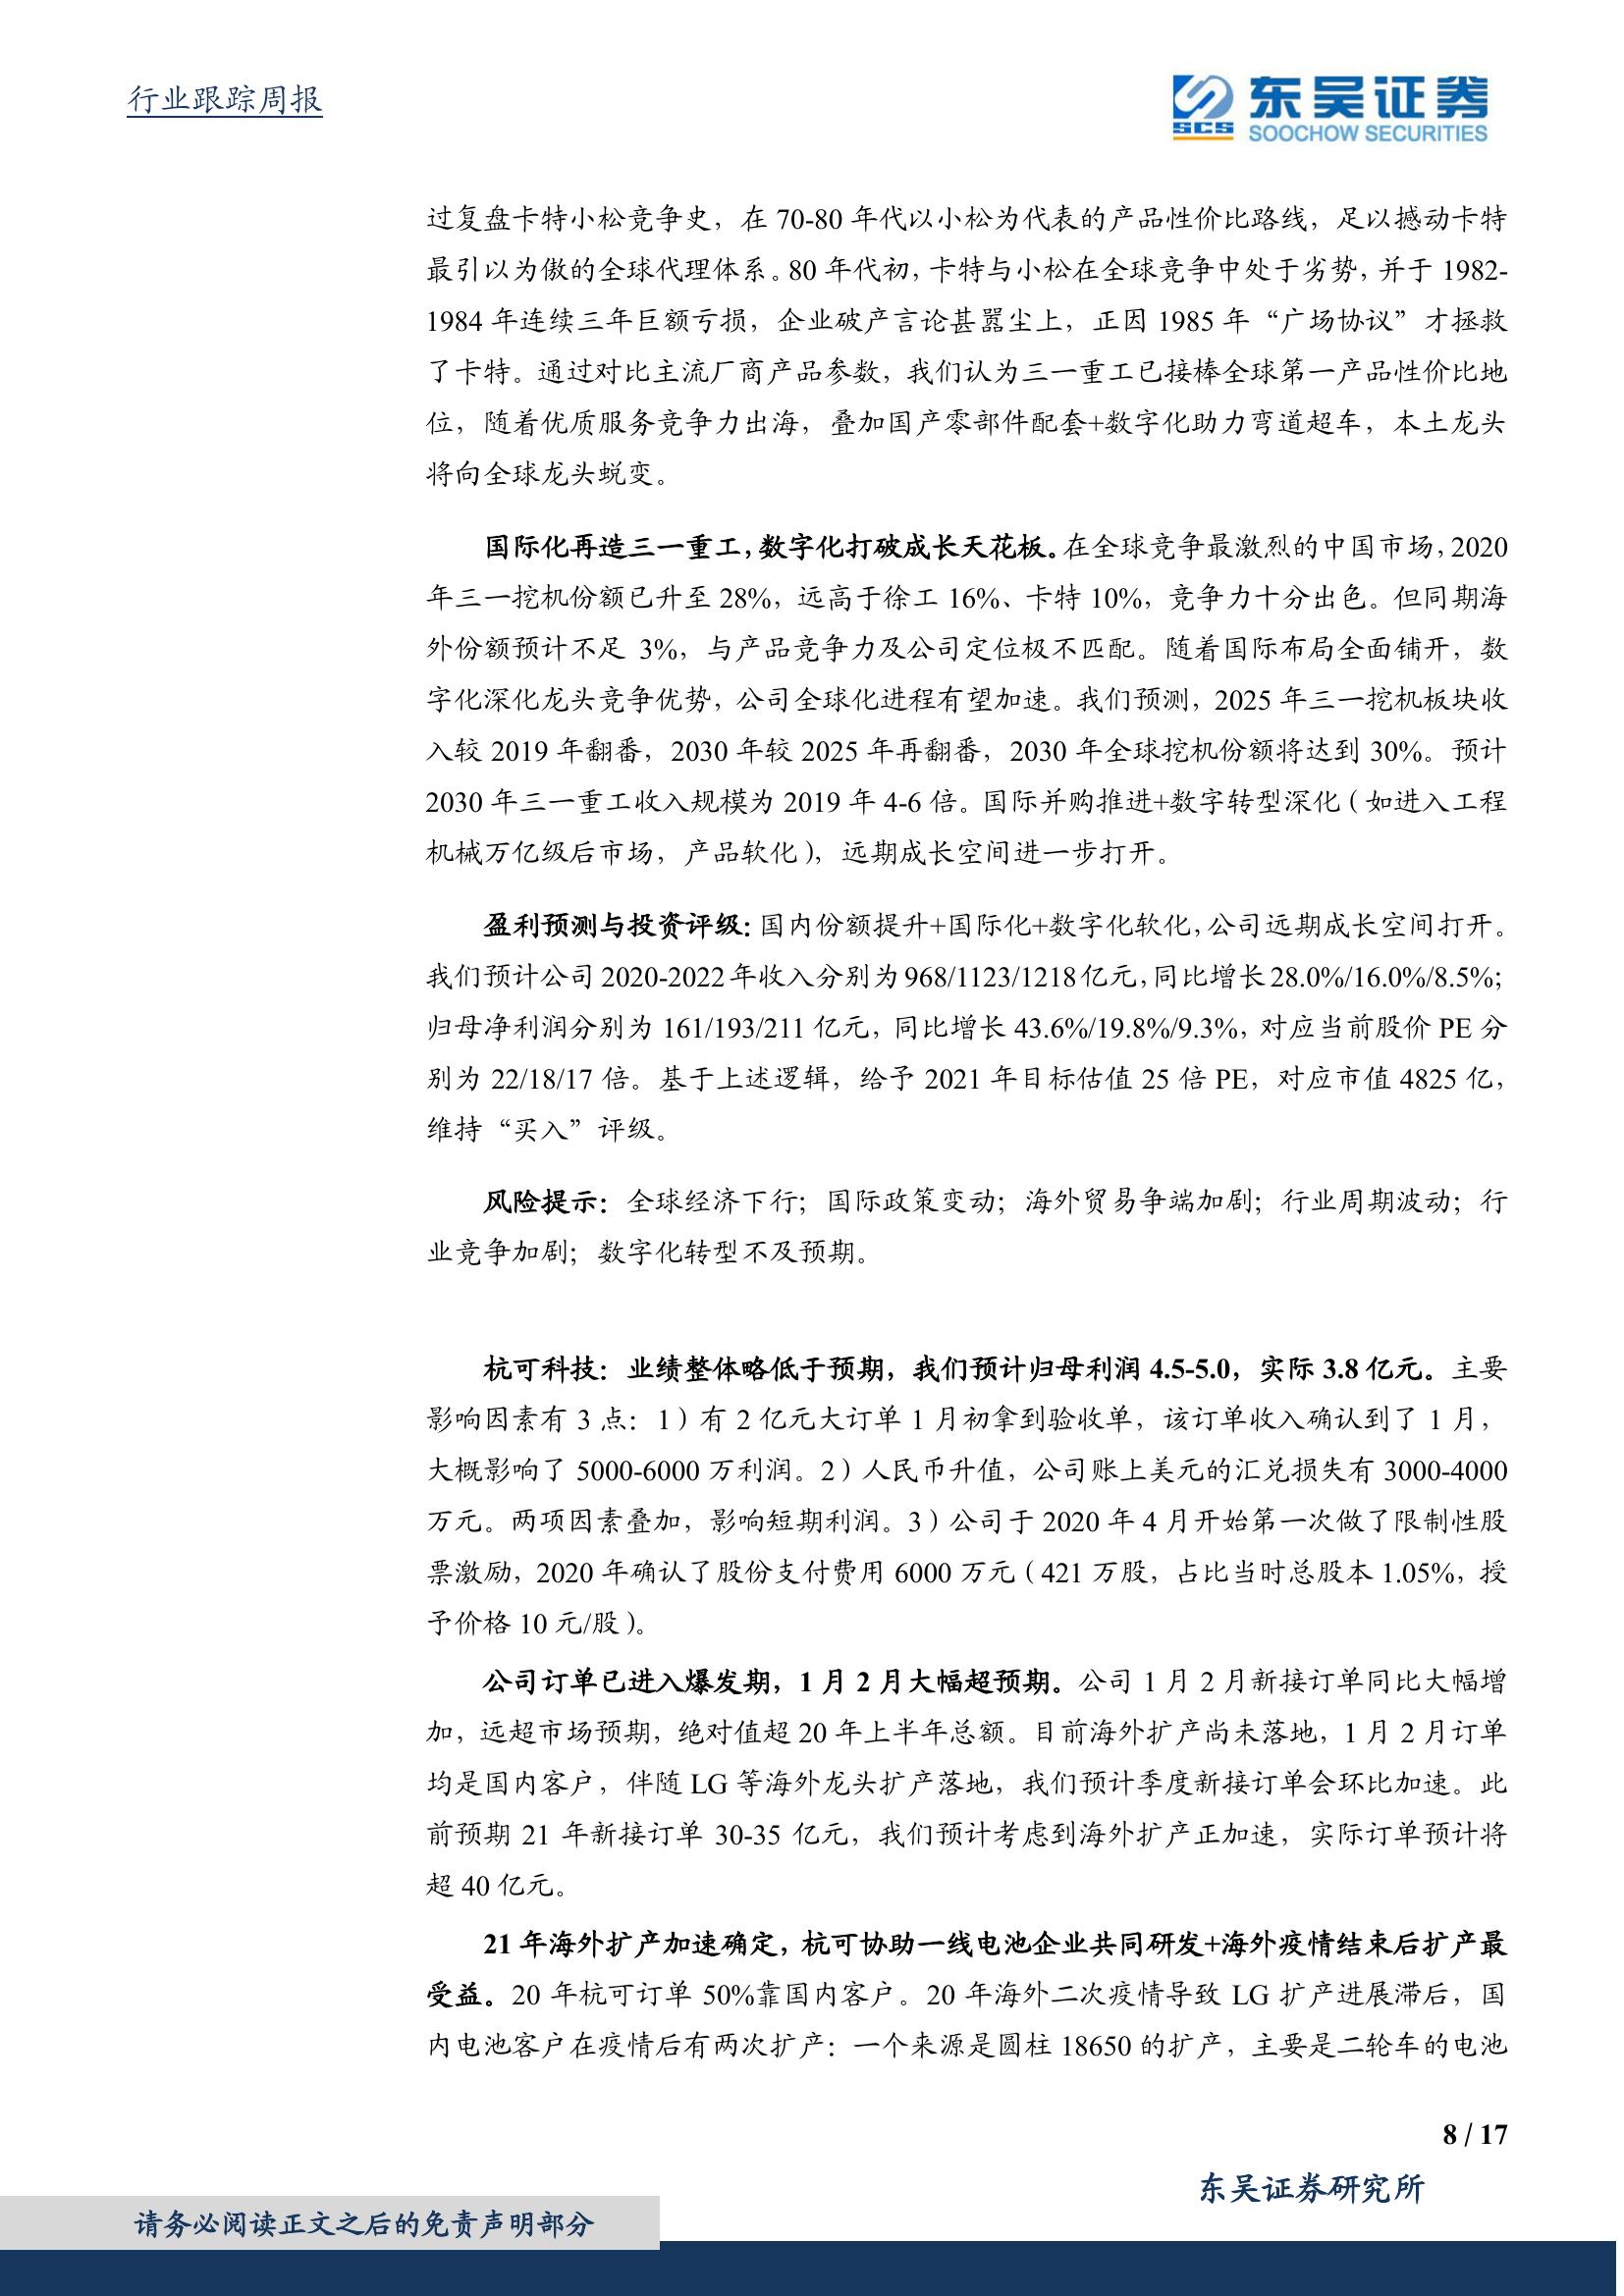 行业跟踪周报
SCS 东吴证券
SOOCHOW SECURITIES
过复盘卡特小松竞争史，在 70-80 年代以小松为代表的产品性价比路线，足以撼动卡特
最引以为傲的全球代理体系。80 年代初，卡特与小松在全球竞争中处于劣势，并于 1982-
1984 年连续三年巨额亏损，企业破产言论甚嚣尘上，正因 1985 年“广场协议”才拯救
了卡特。通过对比主流厂商产品参数，我们认为三一重工已接棒全球第一产品性价比地
位，随着优质服务竞争力出海，叠加国产零部件配套+数字化助力弯道超车，本土龙头
将向全球龙头蜕变。
国际化再造三一重工，数字化打破成长天花板。在全球竞争最激烈的中国市场，2020
年三一挖机份额已升至 28%，远高于徐工 16%、卡特 10%，竞争力十分出色。但同期海
外份额预计不足 3%，与产品竞争力及公司定位极不匹配。随着国际布局全面铺开，数
字化深化龙头竞争优势，公司全球化进程有望加速。我们预测，2025 年三一挖机板块收
入较 2019 年翻番，2030 年较 2025 年再翻番，2030 年全球挖机份额将达到 30%。预计
2030 年三一重工收入规模为 2019 年 4-6 倍。国际并购推进+数字转型深化（如进入工程
机械万亿级后市场，产品软化），远期成长空间进一步打开。
盈利预测与投资评级：国内份额提升+国际化+数字化软化，公司远期成长空间打开。
我们预计公司 2020-2022 年收入分别为 968/1123/1218 亿元，同比增长 28.0%/16.0%/8.5%；
归母净利润分别为 161/193/211 亿元，同比增长 43.6%/19.8%/9.3%，对应当前股价 PE 分
别为 22/18/17 倍。基于上述逻辑，给予 2021 年目标估值 25 倍 PE，对应市值 4825 亿，
维持“买入”评级。
风险提示：全球经济下行；国际政策变动；海外贸易争端加剧；行业周期波动；行
业竞争加剧；数字化转型不及预期。
杭可科技：业绩整体略低于预期，我们预计归母利润 4.5-5.0，实际 3.8 亿元。主要
影响因素有 3 点：1）有 2 亿元大订单 1 月初拿到验收单，该订单收入确认到了 1 月，
大概影响了 5000-6000 万利润。2）人民币升值，公司账上美元的汇兑损失有 3000-4000
万元。两项因素叠加，影响短期利润。3）公司于 2020 年 4 月开始第一次做了限制性股
票激励，2020 年确认了股份支付费用 6000 万元（421 万股，占比当时总股本 1.05%，授
予价格 10 元/股）。
公司订单已进入爆发期，1 月 2 月大幅超预期。公司 1 月 2 月新接订单同比大幅增
加，远超市场预期，绝对值超 20 年上半年总额。目前海外扩产尚未落地，1 月 2 月订单
均是国内客户，伴随 LG 等海外龙头扩产落地，我们预计季度新接订单会环比加速。此
前预期 21 年新接订单 30-35 亿元，我们预计考虑到海外扩产正加速，实际订单预计将
超 40 亿元。
21 年海外扩产加速确定，杭可协助一线电池企业共同研发+海外疫情结束后扩产最
受益。20 年杭可订单 50%靠国内客户。20 年海外二次疫情导致 LG 扩产进展滞后，国
内电池客户在疫情后有两次扩产：一个来源是圆柱 18650 的扩产，主要是二轮车的电池
8 / 17
东吴证券研究所
请务必阅读正文之后的免责声明部分